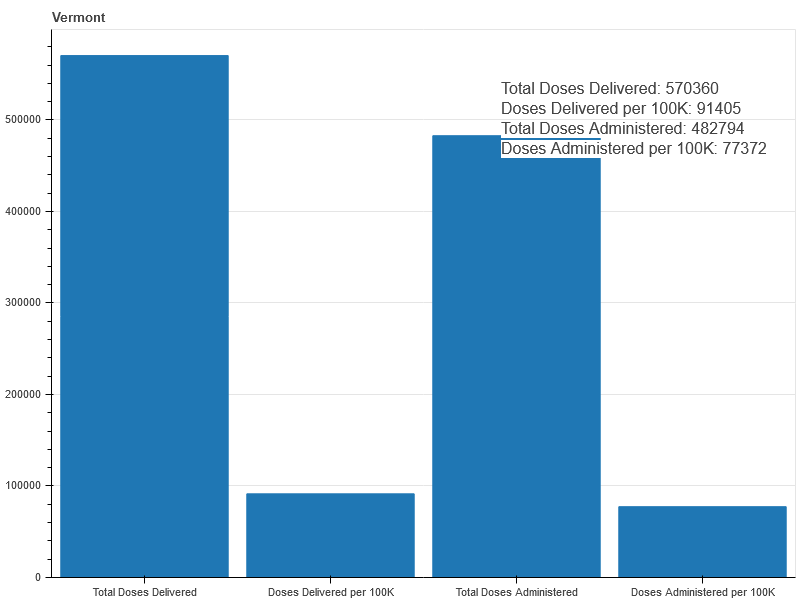 Vermont
Total Doses Delivered: 570360
Doses Delivered per 100K: 91405
Total Doses Administered: 482794
Doses Administered per 100K: 77372
500000
400000
300000
200000
100000
0
Total Doses Delivered
Doses Delivered per 100K
Total Doses Administered
Doses Administered per 100K